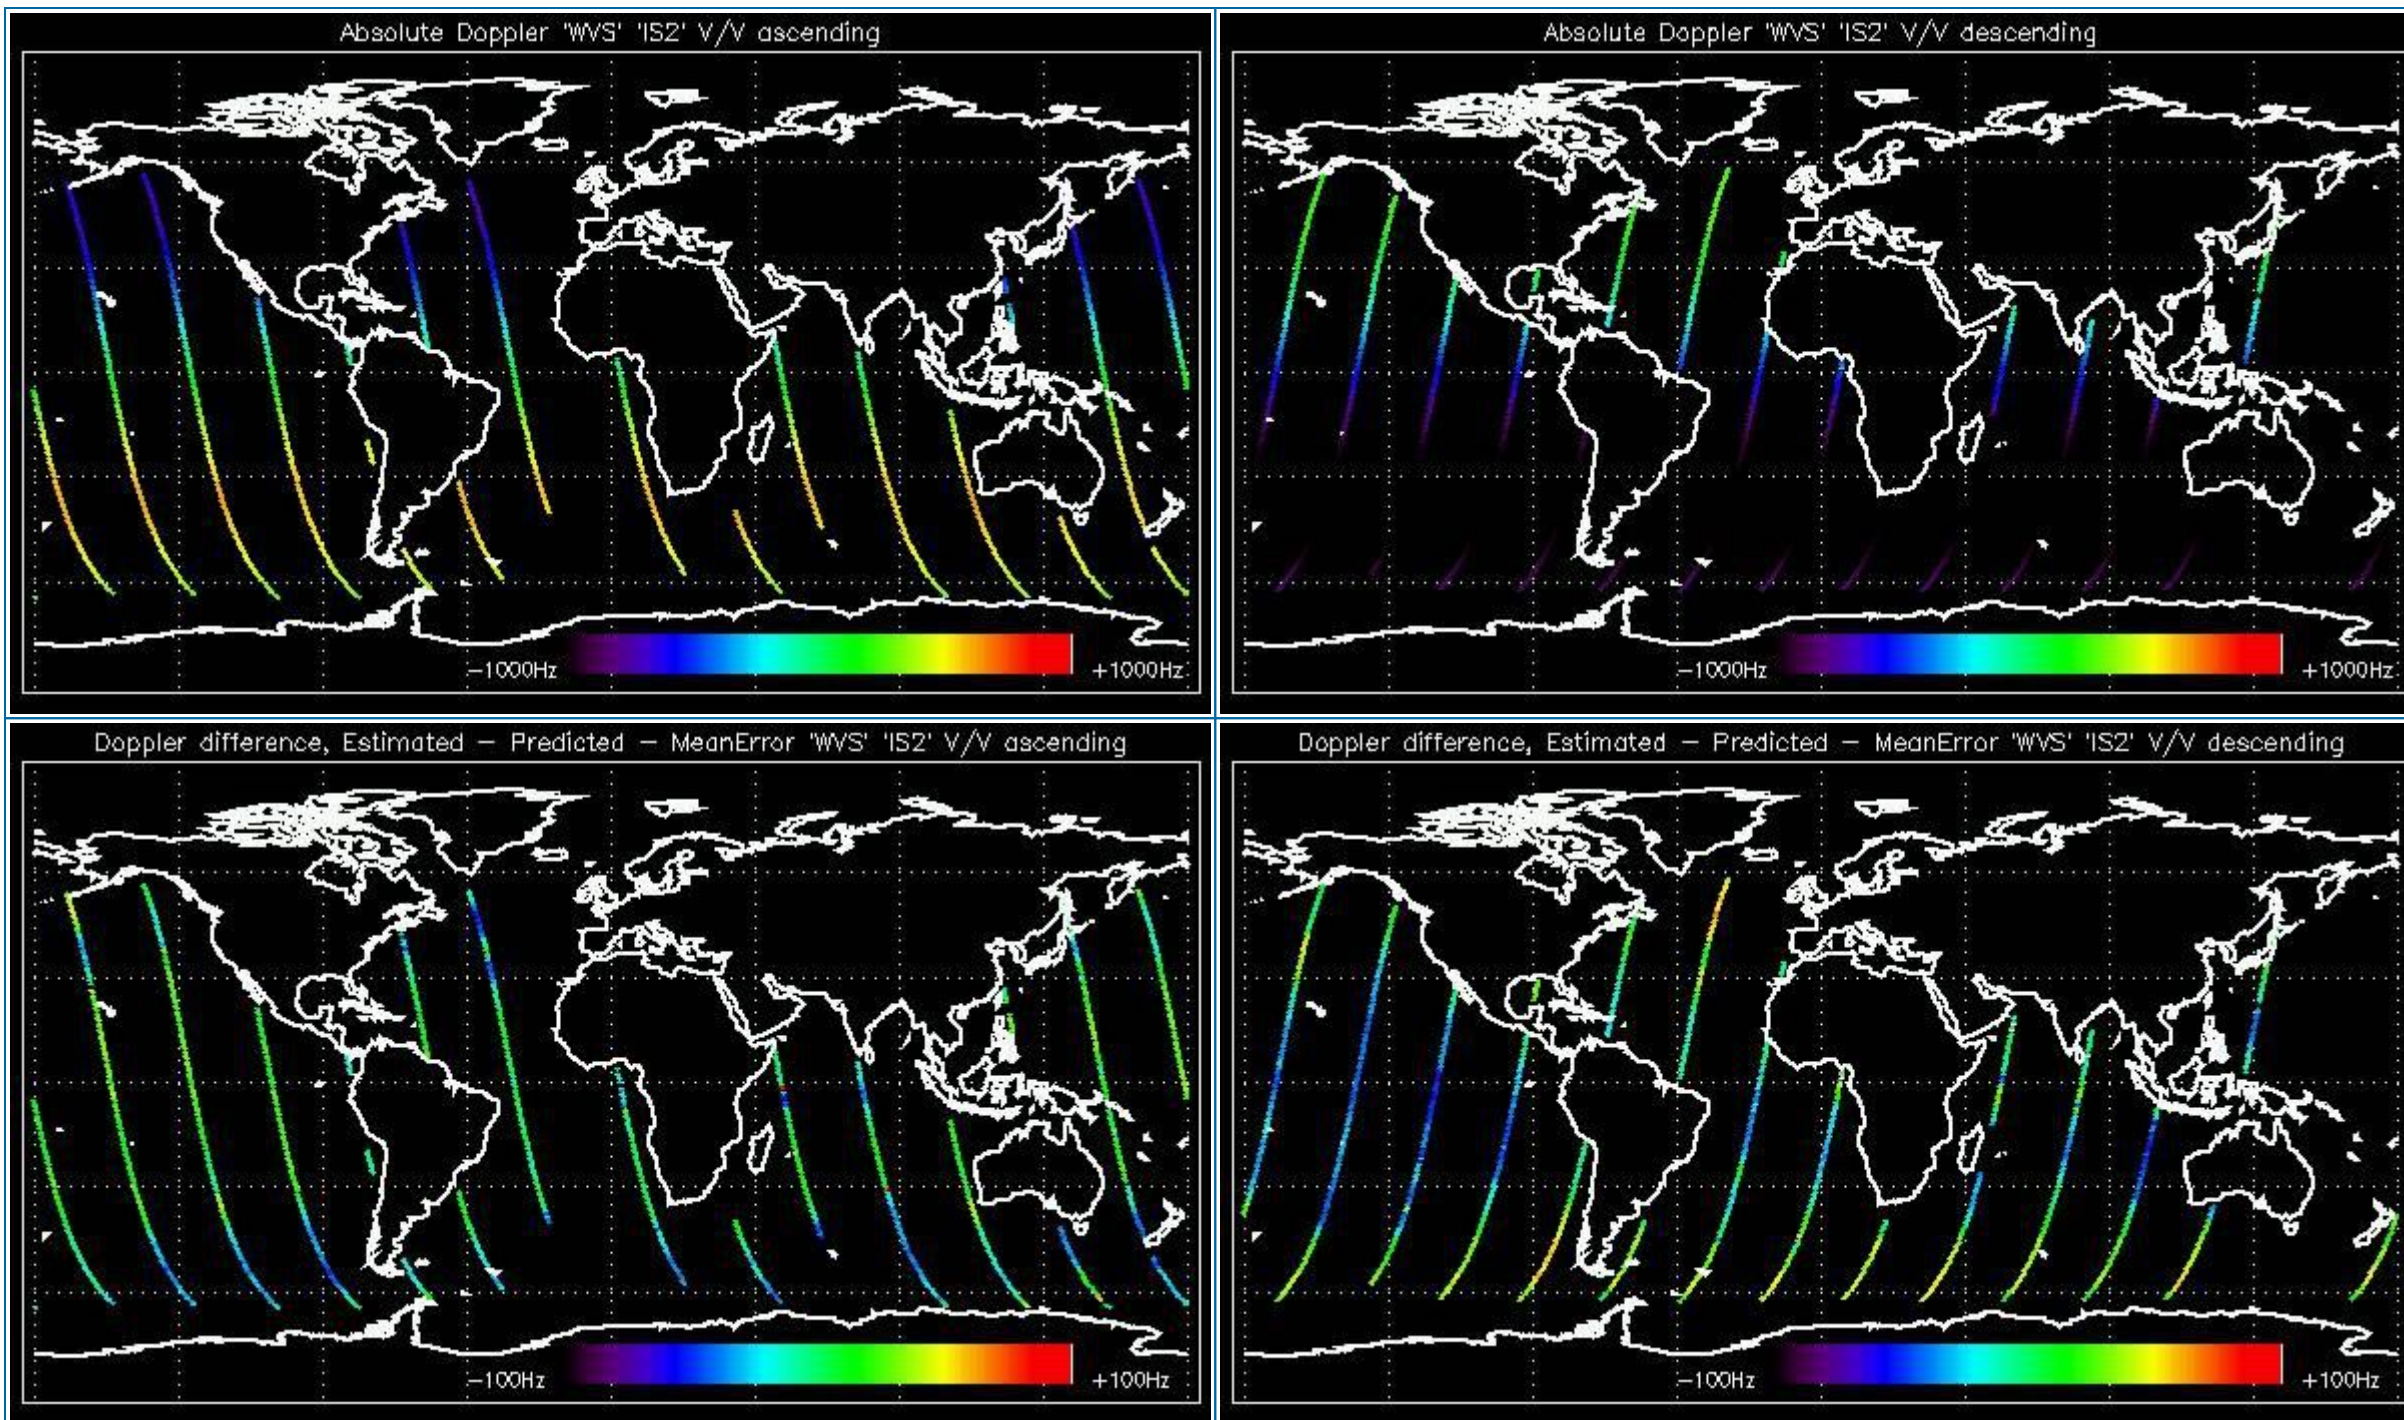 Absolute Doppler 'WVS' 'IS2' V/V ascending
-1000Hz
+1000Hz
Absolute Doppler 'WVS' 'IS2' V/V descending
-1000Hz
+1000Hz
Doppler difference, Estimated - Predicted - MeanError 'WVS' 'IS2' V/V ascending
-100Hz
+100Hz
Doppler difference, Estimated - Predicted - MeanError 'WVS' 'IS2' V/V descending
-100Hz
+100Hz